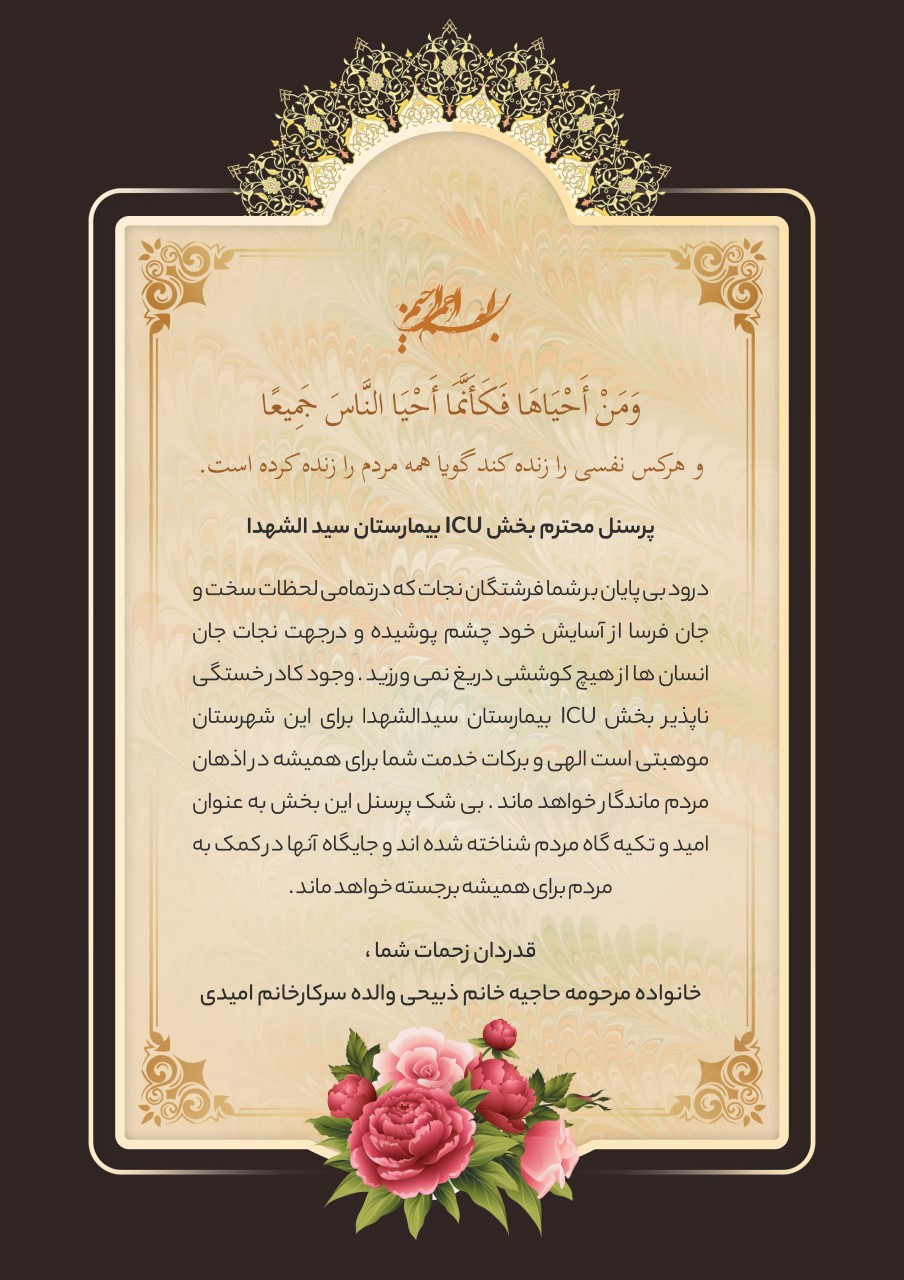 بسم الله الرحمن الرحیم
وَمَنْ أَحْيَاهَا فَكَأَنَّمَا أَحْيَا النَّاسَ جَمِيعًا
و هرکس نفسی را زنده کند گویا همه مردم را زنده کرده است.
پرسنل محترم بخش ICU بیمارستان سید الشهدا
درود بی پایان بر شما فرشتگان نجات که درتمامی لحظات سخت و
جان فرسا از آسایش خود چشم پوشیده و درجهت نجات جان
انسان ها از هیچ کوششی دریغ نمی ورزید . وجود کادر خستگی
ناپذیر بخش ICU بیمارستان سیدالشهدا برای این شهرستان
موهبتی است الهی و برکات خدمت شما برای همیشه در اذهان
مردم ماندگار خواهد ماند . بی شک پرسنل این بخش به عنوان
امید و تکیه گاه مردم شناخته شده اند و جایگاه آنها در کمک به
مردم برای همیشه برجسته خواهد ماند .
قدردان زحمات شما ،
خانواده مرحومه حاجیه خانم ذبیحی والده سرکارخانم امیدی